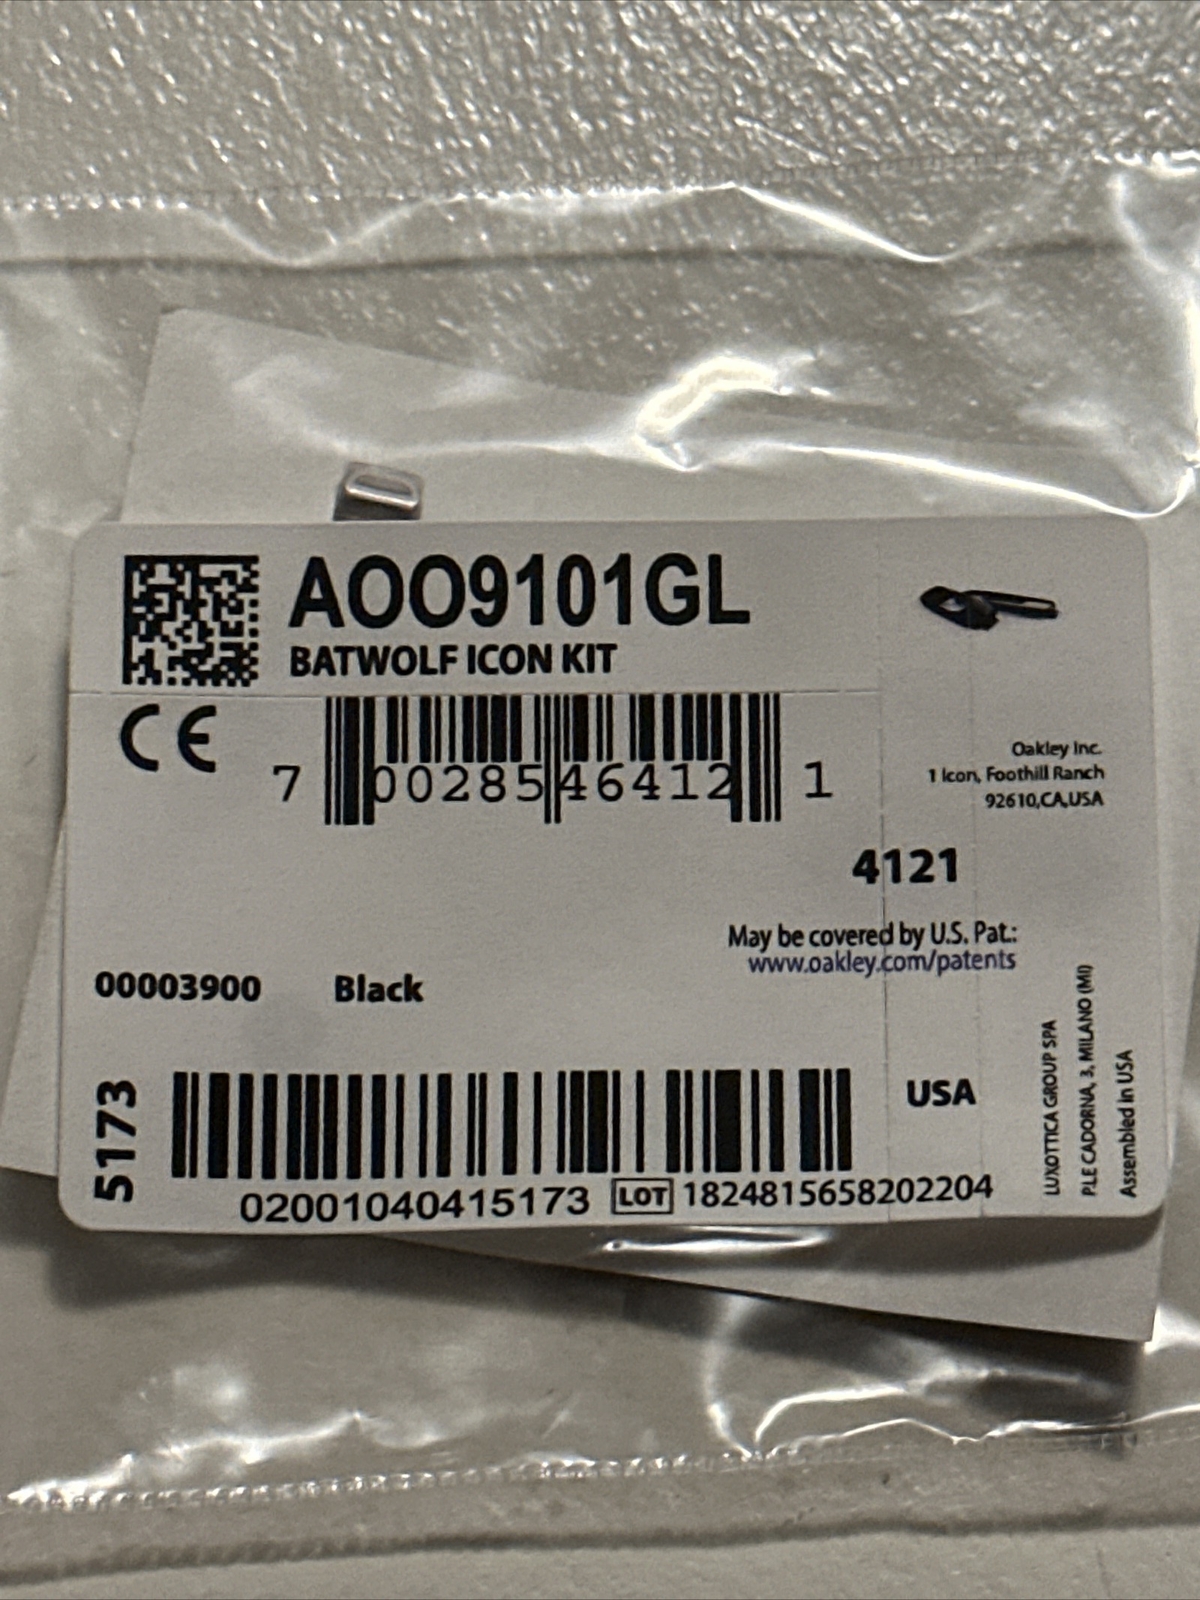 AOO9101GL
BATWOLF ICON KIT
CE
7 00285 46412 1
Oakley Inc.
1 Icon, Foothill Ranch
92610,CA,USA
4121
May be covered by U.S. Pat.:
www.oakley.com/patents
00003900 Black
5173
USA
02001040415173 LOT 1824815658202204
LUXOTTICA GROUP SPA
P.LE CADORNA, 3, MILANO (MI)
Assembled in USA